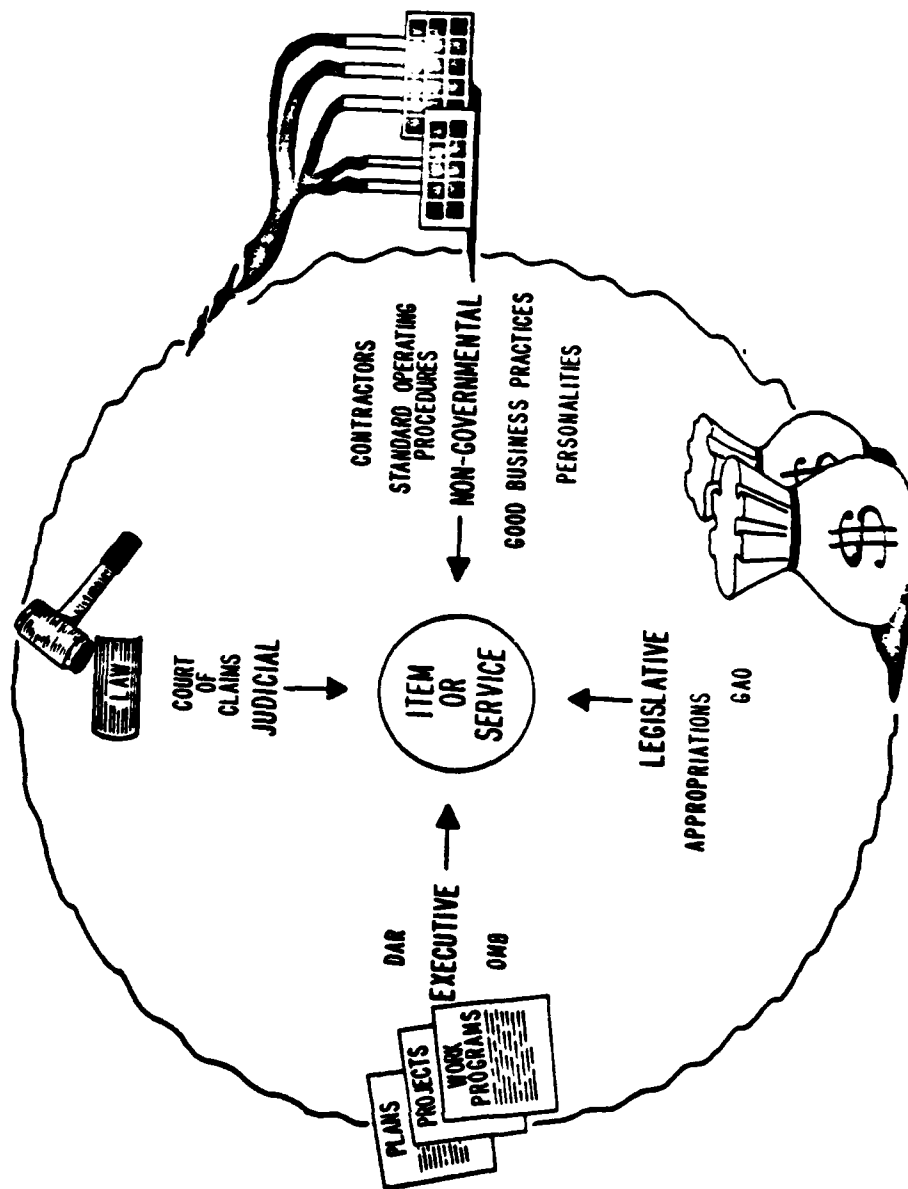 LAW
COURT
OF
CLAIMS
JUDICIAL
PLANS
PROJECTS
WORK
PROGRAMS
DAR
EXECUTIVE
OMB
ITEM
OR
SERVICE
CONTRACTORS
STANDARD OPERATING
PROCEDURES
NON-GOVERNMENTAL
GOOD BUSINESS PRACTICES
PERSONALITIES
LEGISLATIVE
APPROPRIATIONS
GAO
$
$